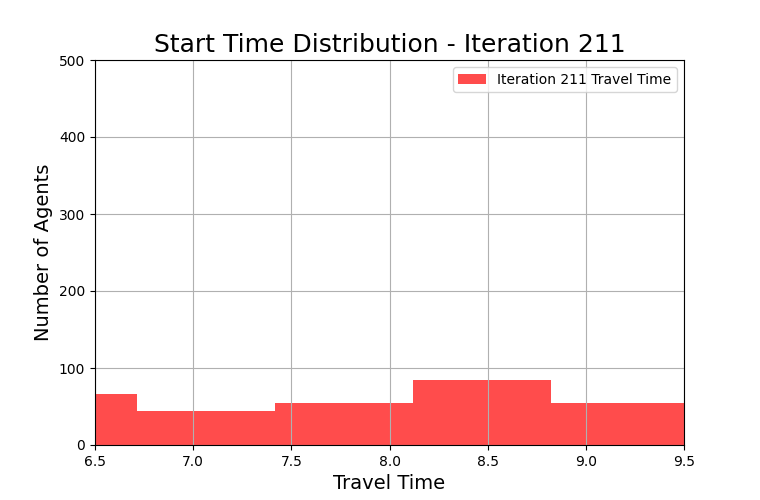 Start Time Distribution - Iteration 211
Iteration 211 Travel Time
Number of Agents
500
400
300
200
100
0
6.5 7.0 7.5 8.0 8.5 9.0 9.5
Travel Time